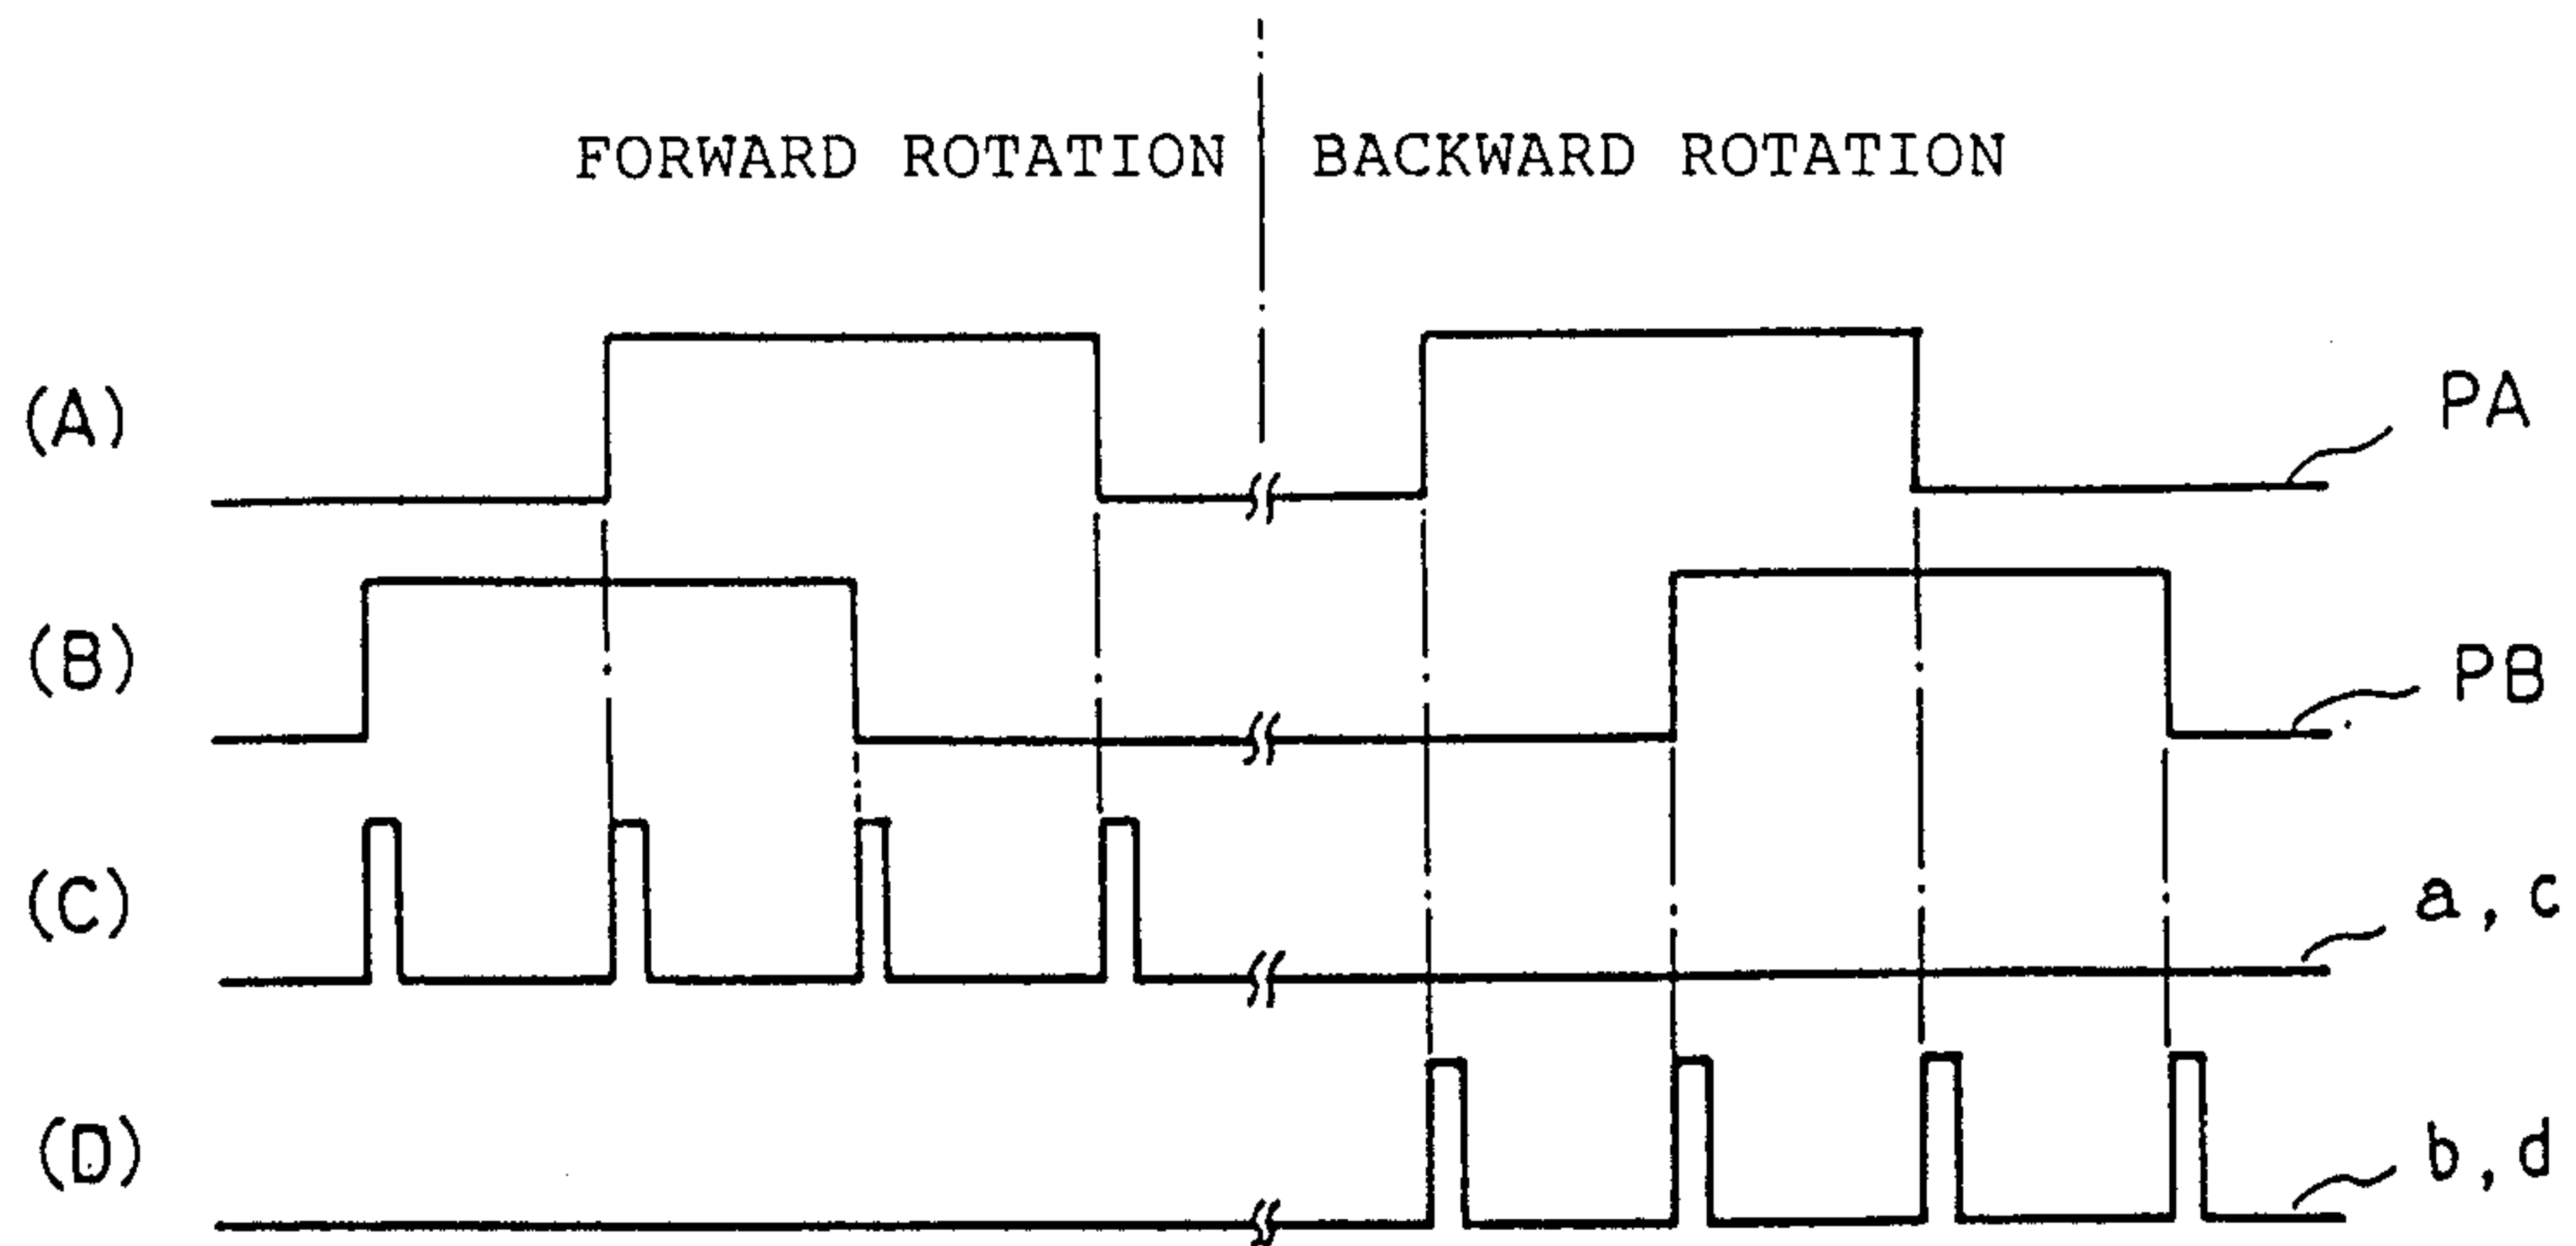 FORWARD ROTATION
BACKWARD ROTATION
(A)
PA
(B)
PB
(C)
a, c
(D)
b, d